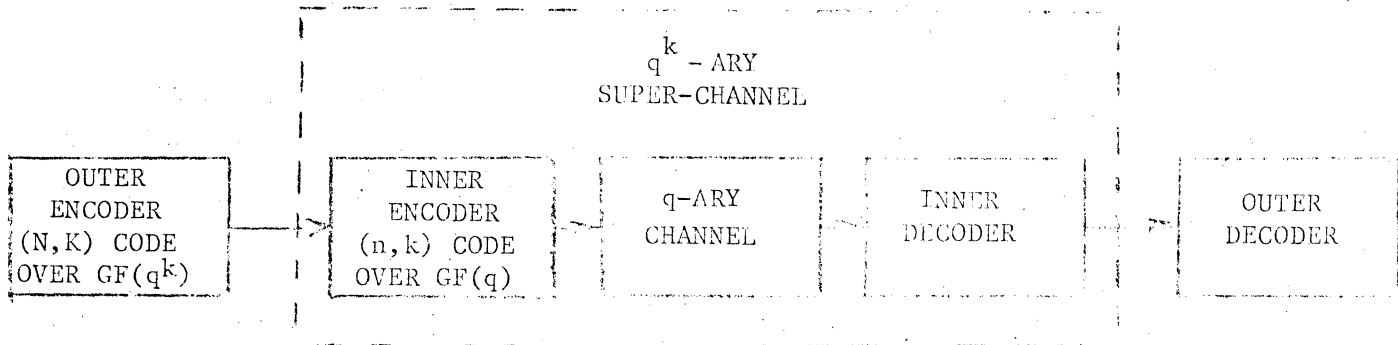 q^k - ARY
SUPER-CHANNEL
OUTER
ENCODER
(N,K) CODE
OVER GF(q^k)
INNER
ENCODER
(n,k) CODE
OVER GF(q)
q-ARY
CHANNEL
INNER
DECODER
OUTER
DECODER